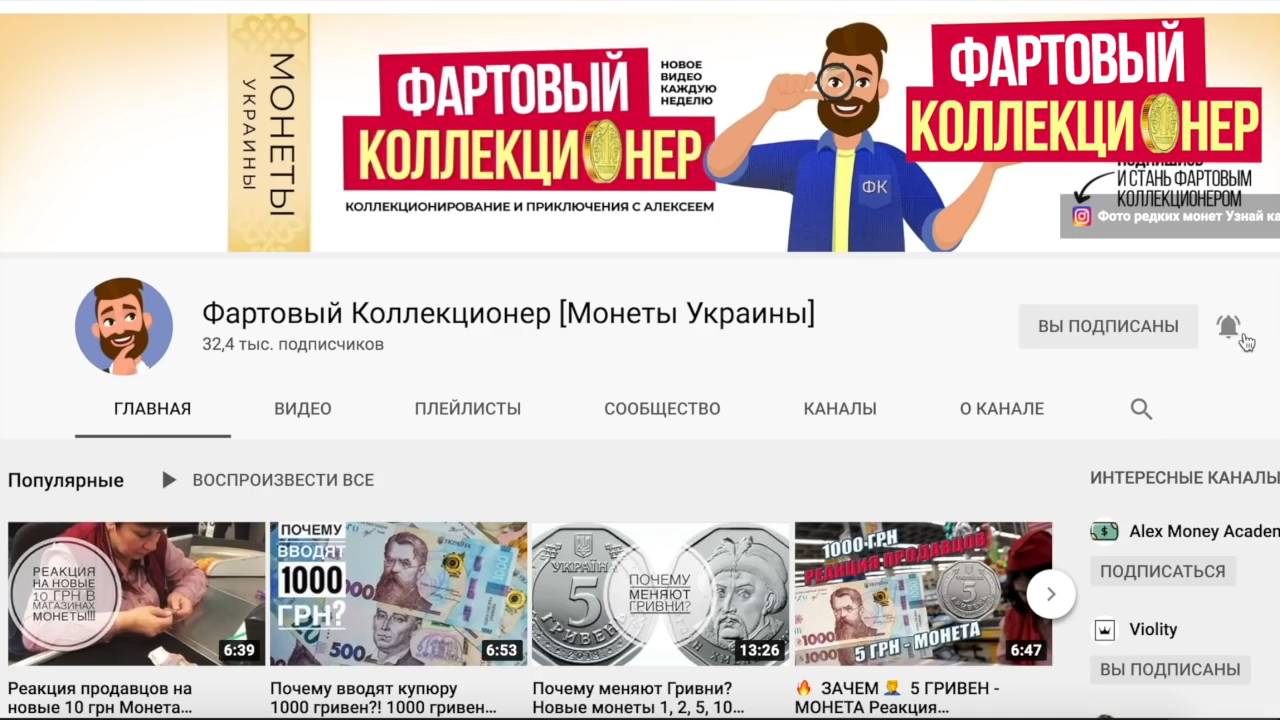 МОНЕТЫ
УКРАИНЫ
ФАРТОВЫЙ
КОЛЛЕКЦИОНЕР
НОВОЕ
ВИДЕО
КАЖДУЮ
НЕДЕЛЮ
КОЛЛЕКЦИОНИРОВАНИЕ И ПРИКЛЮЧЕНИЯ С АЛЕКСЕЕМ
ФК
ФАРТОВЫЙ
КОЛЛЕКЦИОНЕР
ПОДПИШИСЬ
И СТАНЬ ФАРТОВЫМ
КОЛЛЕКЦИОНЕРОМ
Фото редких монет Узнай ка
Фартовый Коллекционер [Монеты Украины]
32,4 тыс. подписчиков
ВЫ ПОДПИСАНЫ
ГЛАВНАЯ ВИДЕО ПЛЕЙЛИСТЫ СООБЩЕСТВО КАНАЛЫ О КАНАЛЕ
Популярные ВОСПРОИЗВЕСТИ ВСЕ
ИНТЕРЕСНЫЕ КАНАЛЫ
РЕАКЦИЯ
НА НОВЫЕ
10 ГРН В
МАГАЗИНАХ
МОНЕТЫ!!!
6:39
Реакция продавцов на
новые 10 грн Монета...
ПОЧЕМУ
ВВОДЯТ
1000
ГРН?
500
6:53
Почему вводят купюру
1000 гривен?! 1000 гривен...
УКРАЇНА
5
ГРИВЕНЬ
ПОЧЕМУ
МЕНЯЮТ
ГРИВНИ?
13:26
Почему меняют Гривни?
Новые монеты 1, 2, 5, 10...
1000 ГРН
РЕАКЦИЯ ПРОДАВЦОВ
1000
5
1000
5 ГРН - МОНЕТА
6:47
🔥 ЗАЧЕМ 🤦 5 ГРИВЕН -
МОНЕТА Реакция...
Alex Money Academ
ПОДПИСАТЬСЯ
Violity
ВЫ ПОДПИСАНЫ